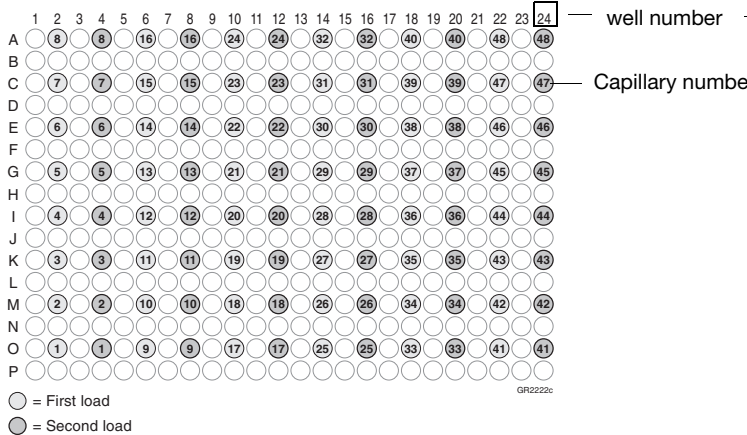 1 2 3 4 5 6 7 8 9 10 11 12 13 14 15 16 17 18 19 20 21 22 23 24 well number
A 8 8 16 16 24 24 32 32 40 40 48 48
B
C 7 7 15 15 23 23 31 31 39 39 47 47 Capillary numbe
D
E 6 6 14 14 22 22 30 30 38 38 46 46
F
G 5 5 13 13 21 21 29 29 37 37 45 45
H
I 4 4 12 12 20 20 28 28 36 36 44 44
J
K 3 3 11 11 19 19 27 27 35 35 43 43
L
M 2 2 10 10 18 18 26 26 34 34 42 42
N
O 1 1 9 9 17 17 25 25 33 33 41 41
P
GR2222c
= First load
= Second load